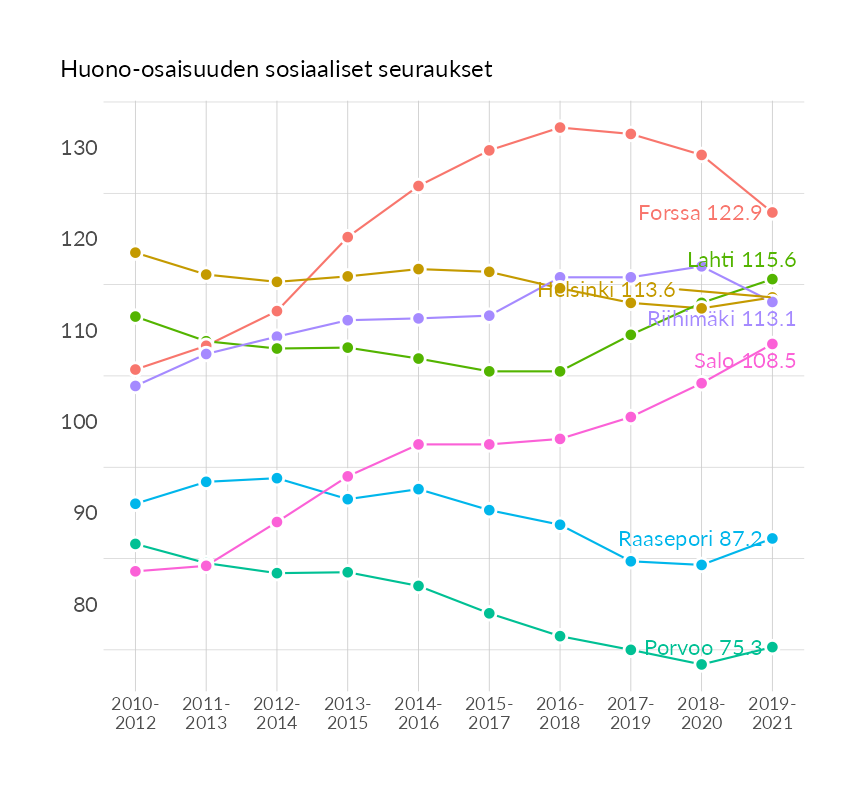 Huono-osaisuuden sosiaaliset seuraukset
130
120
110
100
90
80
Forssa 122.9
Lahti 115.6
Helsinki 113.6
Riihimäki 113.1
Salo 108.5
Raasepori 87.2
Porvoo 75.3
2010- 2011- 2012- 2013- 2014- 2015- 2016- 2017- 2018- 2019-
2012 2013 2014 2015 2016 2017 2018 2019 2020 2021